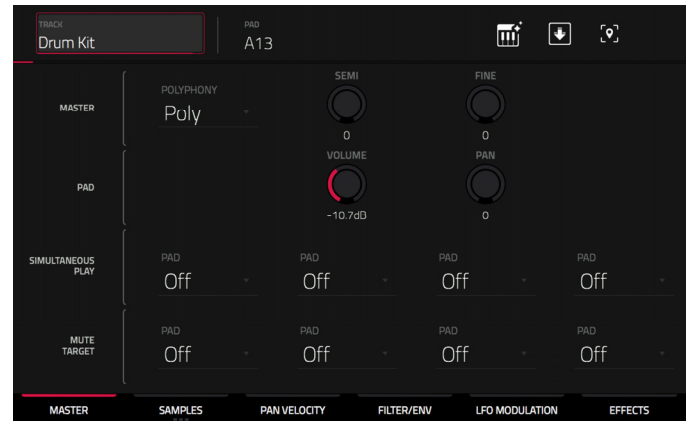 TRACK
Drum Kit
PAD
A13
MASTER
POLYPHONY
Poly
SEMI
0
FINE
0
PAD
VOLUME
-10.7dB
PAN
0
SIMULTANEOUS
PLAY
PAD
Off
PAD
Off
PAD
Off
PAD
Off
MUTE
TARGET
PAD
Off
PAD
Off
PAD
Off
PAD
Off
MASTER
SAMPLES
PAN VELOCITY
FILTER/ENV
LFO MODULATION
EFFECTS